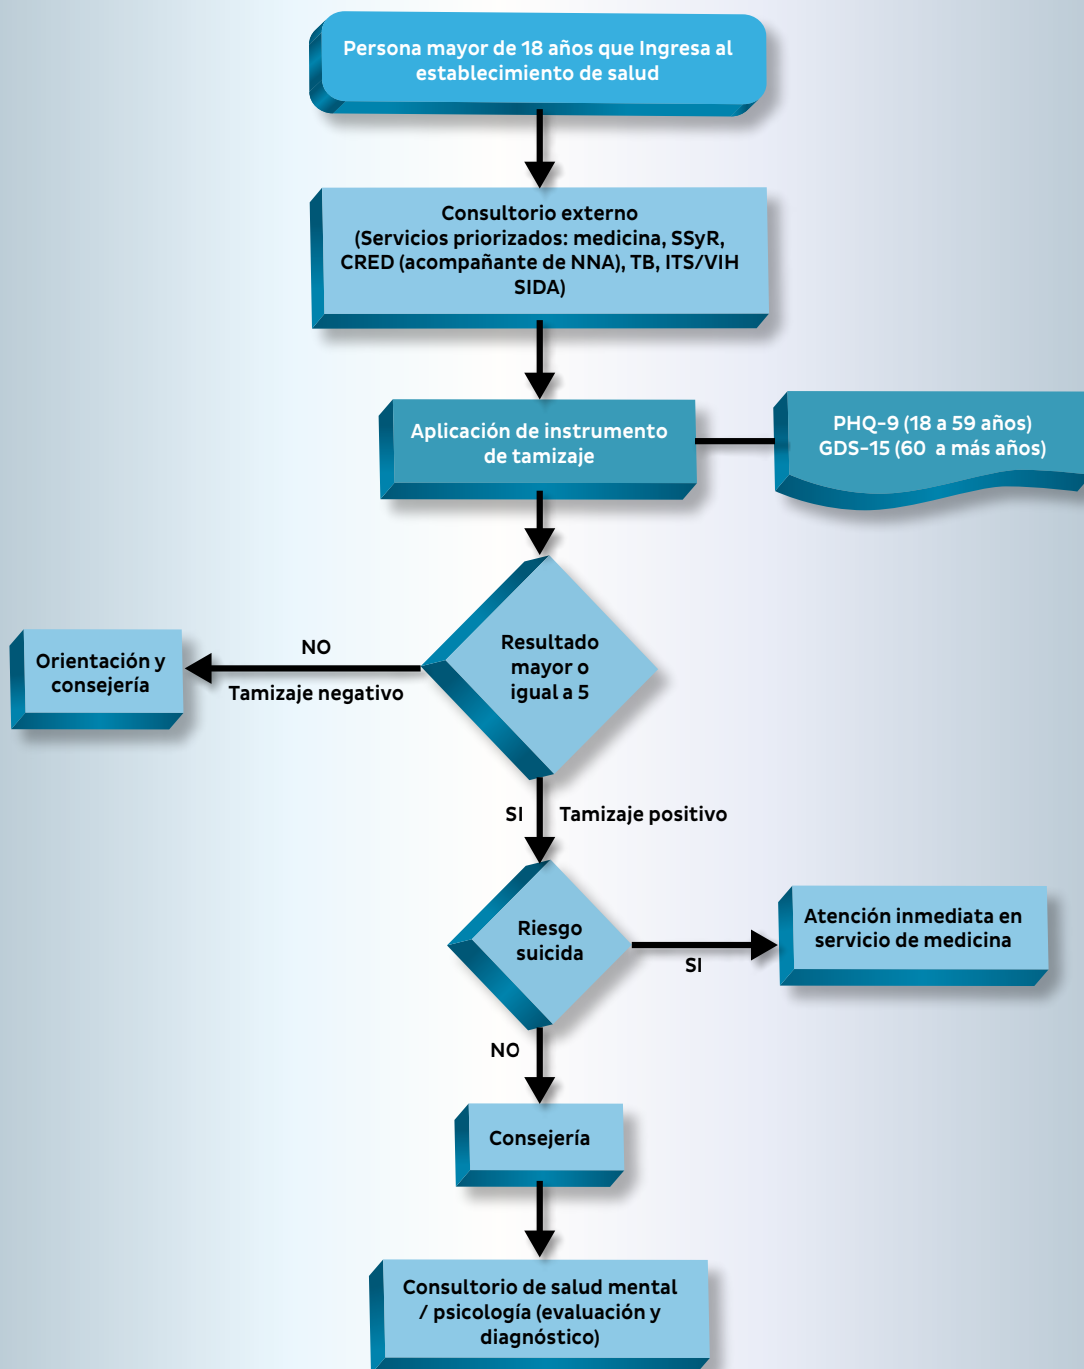 Persona mayor de 18 años que Ingresa al
establecimiento de salud
Consultorio externo
(Servicios priorizados: medicina, SSyR,
CRED (acompañante de NNA), TB, ITS/VIH
SIDA)
Aplicación de instrumento
de tamizaje
PHQ-9 (18 a 59 años)
GDS-15 (60 a más años)
Resultado
mayor o
igual a 5
NO
Tamizaje negativo
Orientación y
consejería
SI
Tamizaje positivo
Riesgo
suicida
SI
Atención inmediata en
servicio de medicina
NO
Consejería
Consultorio de salud mental
/ psicología (evaluación y
diagnóstico)